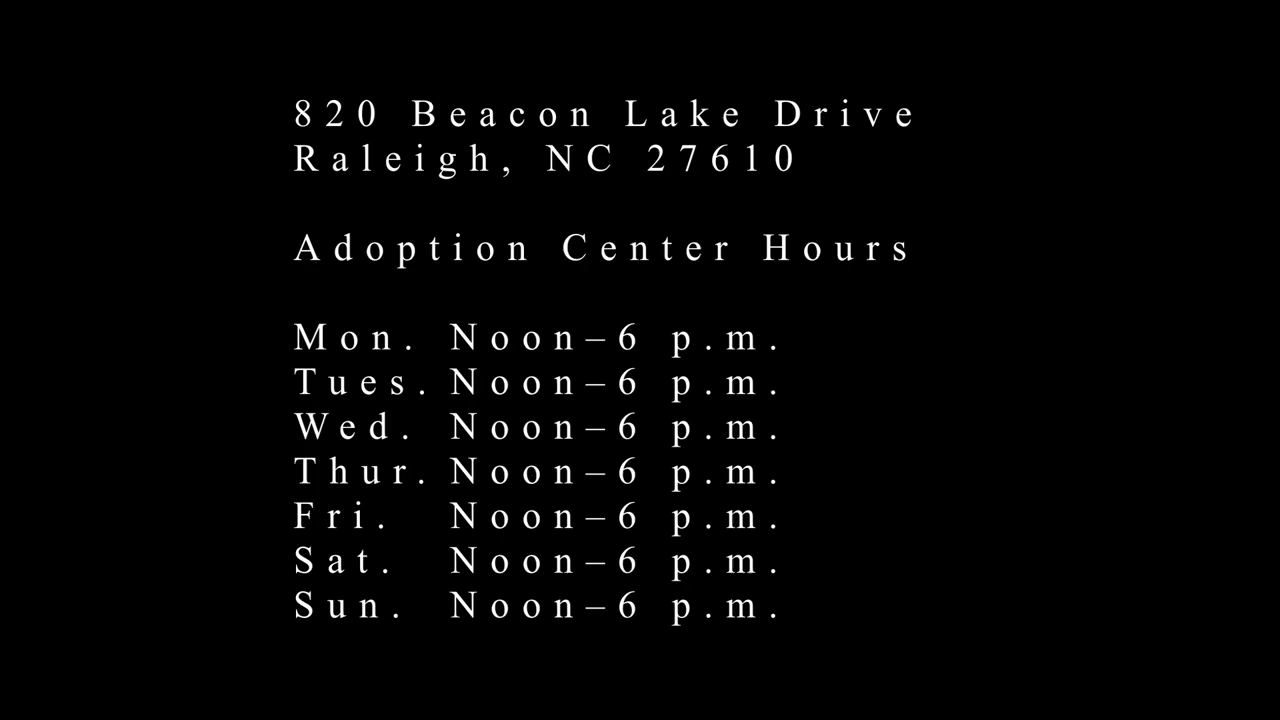 820 Beacon Lake Drive
Raleigh, NC 27610
Adoption Center Hours
Mon. Noon–6 p.m.
Tues. Noon–6 p.m.
Wed. Noon–6 p.m.
Thur. Noon–6 p.m.
Fri. Noon–6 p.m.
Sat. Noon–6 p.m.
Sun. Noon–6 p.m.